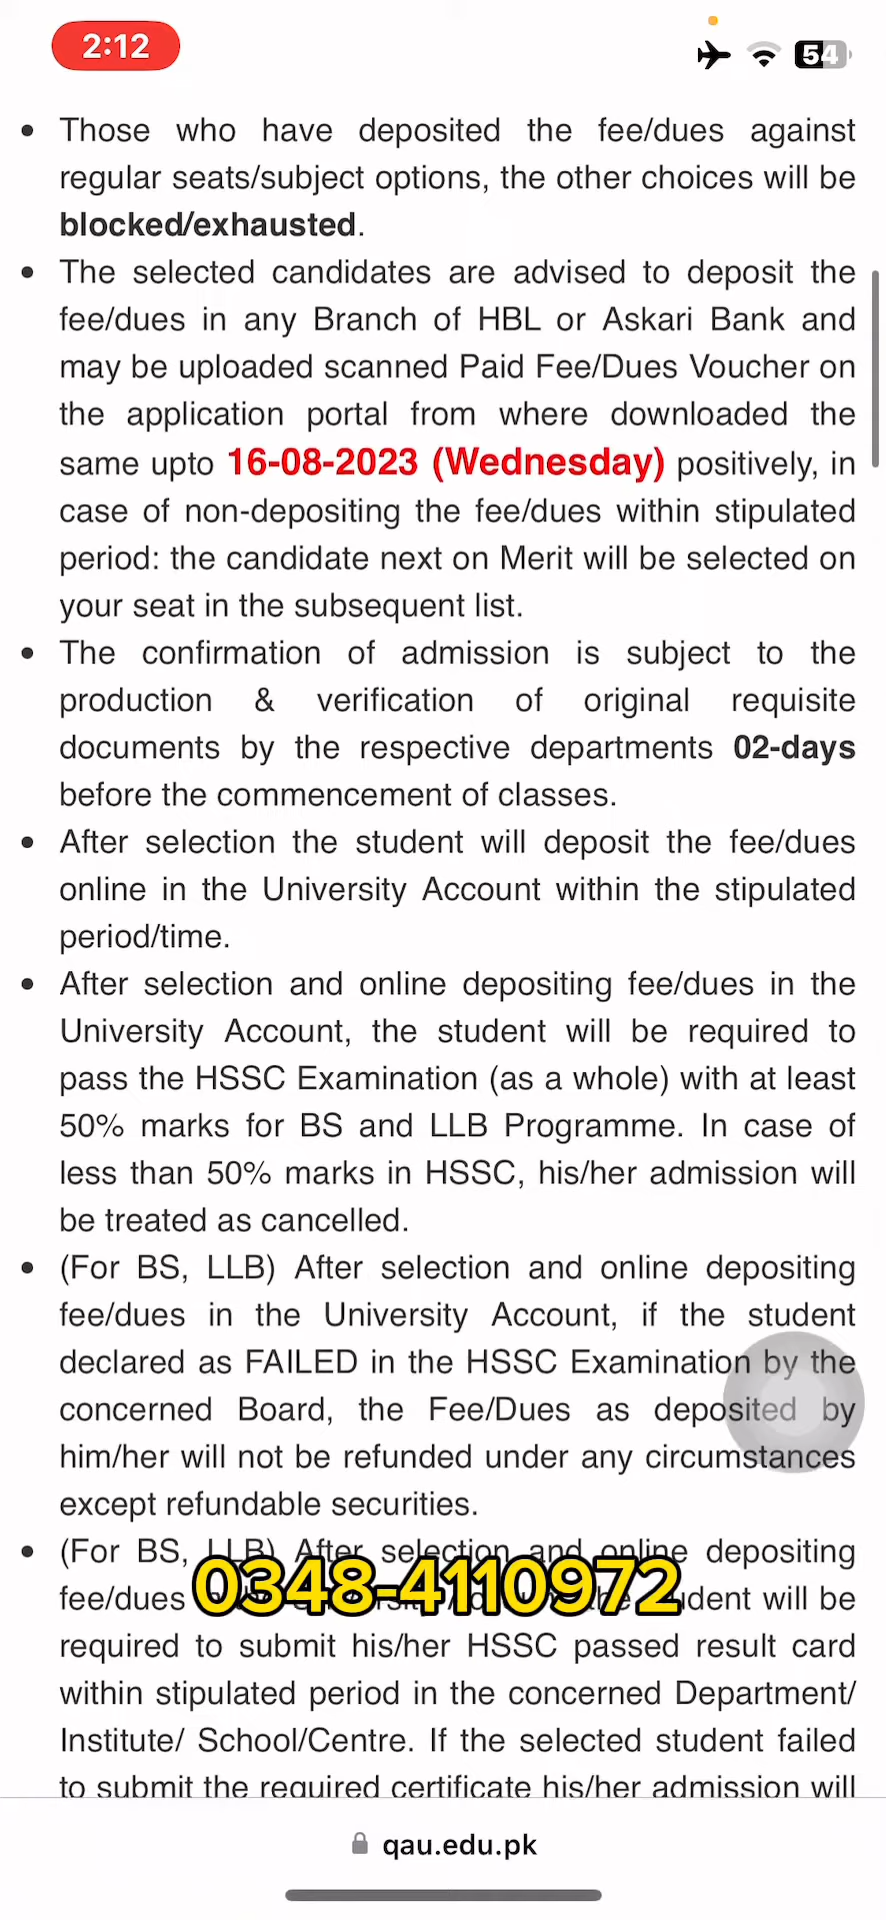 2:12
54
• Those who have deposited the fee/dues against
regular seats/subject options, the other choices will be
blocked/exhausted.
• The selected candidates are advised to deposit the
fee/dues in any Branch of HBL or Askari Bank and
may be uploaded scanned Paid Fee/Dues Voucher on
the application portal from where downloaded the
same upto 16-08-2023 (Wednesday) positively, in
case of non-depositing the fee/dues within stipulated
period: the candidate next on Merit will be selected on
your seat in the subsequent list.
• The confirmation of admission is subject to the
production & verification of original requisite
documents by the respective departments 02-days
before the commencement of classes.
• After selection the student will deposit the fee/dues
online in the University Account within the stipulated
period/time.
• After selection and online depositing fee/dues in the
University Account, the student will be required to
pass the HSSC Examination (as a whole) with at least
50% marks for BS and LLB Programme. In case of
less than 50% marks in HSSC, his/her admission will
be treated as cancelled.
• (For BS, LLB) After selection and online depositing
fee/dues in the University Account, if the student
declared as FAILED in the HSSC Examination by the
concerned Board, the Fee/Dues as deposited by
him/her will not be refunded under any circumstances
except refundable securities.
• (For BS, LLB) After selection and online depositing
0348-4110972
fee/dues student will be
required to submit his/her HSSC passed result card
within stipulated period in the concerned Department/
Institute/ School/Centre. If the selected student failed
to submit the required certificate his/her admission will
qau.edu.pk